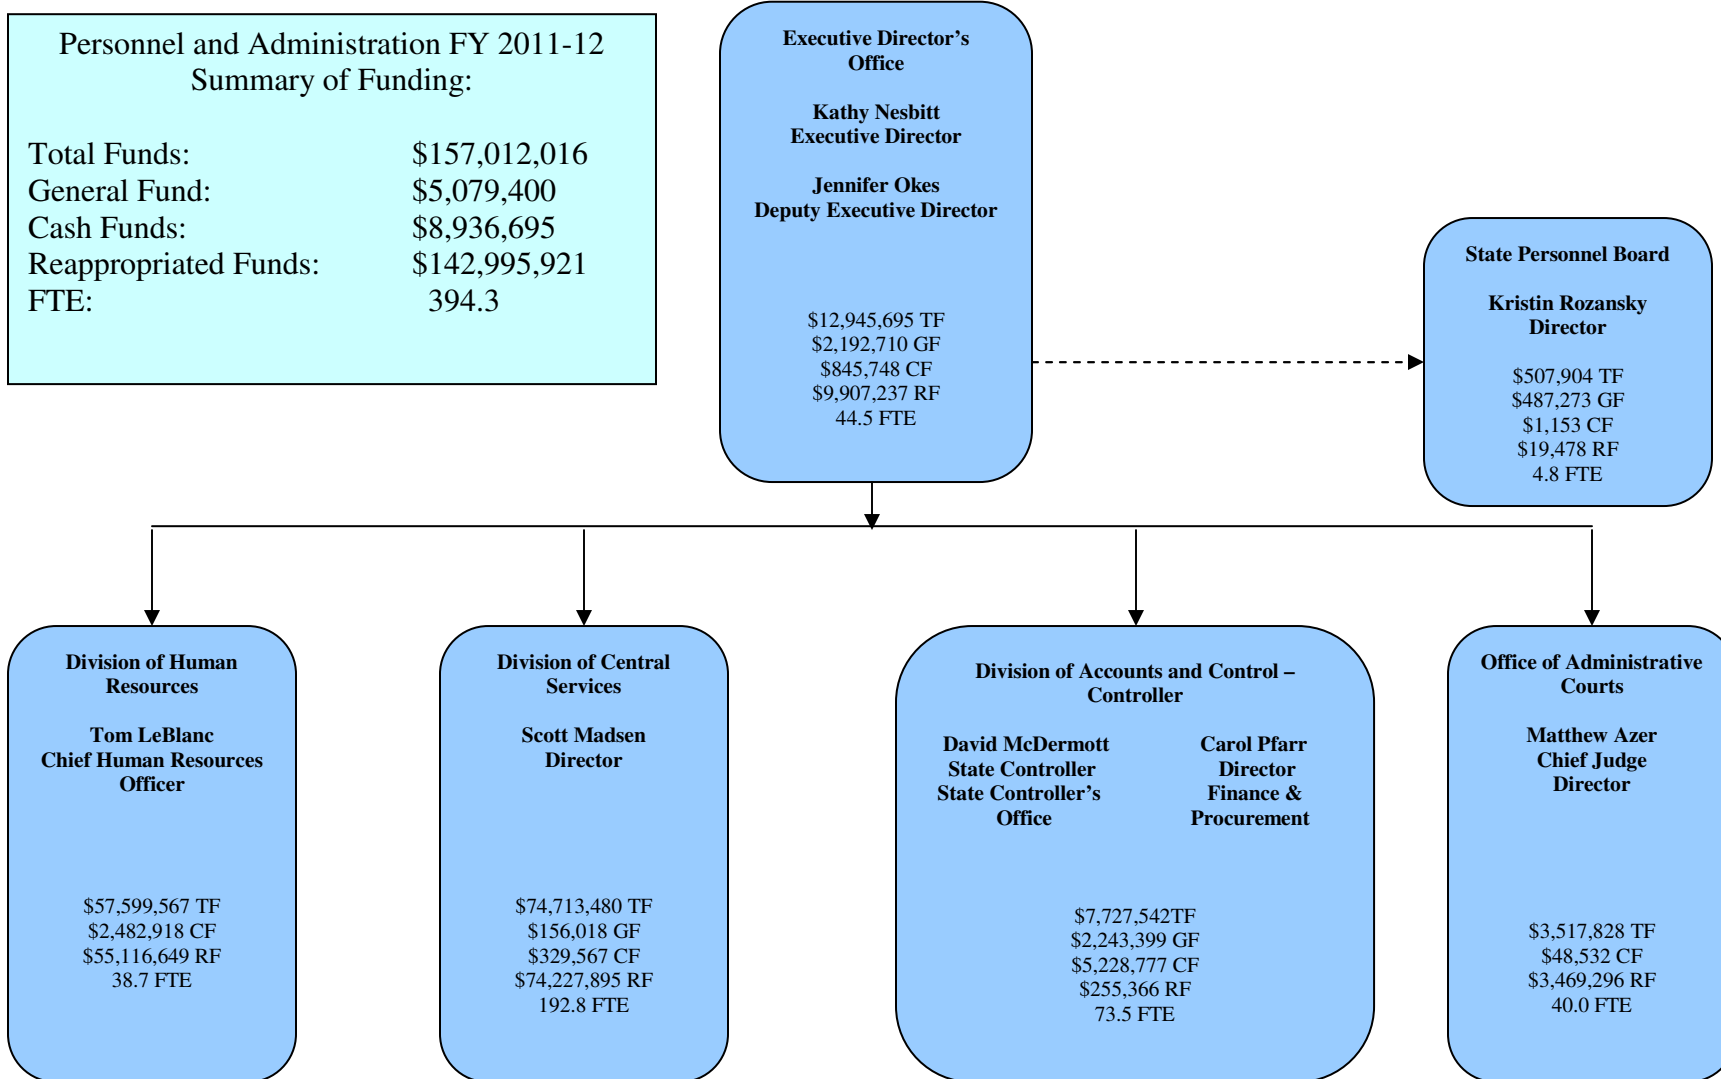 Personnel and Administration FY 2011-12
Summary of Funding:
Total Funds: $157,012,016
General Fund: $5,079,400
Cash Funds: $8,936,695
Reappropriated Funds: $142,995,921
FTE: 394.3
Executive Director’s
Office
Kathy Nesbitt
Executive Director
Jennifer Okes
Deputy Executive Director
$12,945,695 TF
$2,192,710 GF
$845,748 CF
$9,907,237 RF
44.5 FTE
State Personnel Board
Kristin Rozansky
Director
$507,904 TF
$487,273 GF
$1,153 CF
$19,478 RF
4.8 FTE
Division of Human
Resources
Tom LeBlanc
Chief Human Resources
Officer
$57,599,567 TF
$2,482,918 CF
$55,116,649 RF
38.7 FTE
Division of Central
Services
Scott Madsen
Director
$74,713,480 TF
$156,018 GF
$329,567 CF
$74,227,895 RF
192.8 FTE
Division of Accounts and Control –
Controller
David McDermott
State Controller
State Controller’s
Office
Carol Pfarr
Director
Finance &
Procurement
$7,727,542TF
$2,243,399 GF
$5,228,777 CF
$255,366 RF
73.5 FTE
Office of Administrative
Courts
Matthew Azer
Chief Judge
Director
$3,517,828 TF
$48,532 CF
$3,469,296 RF
40.0 FTE